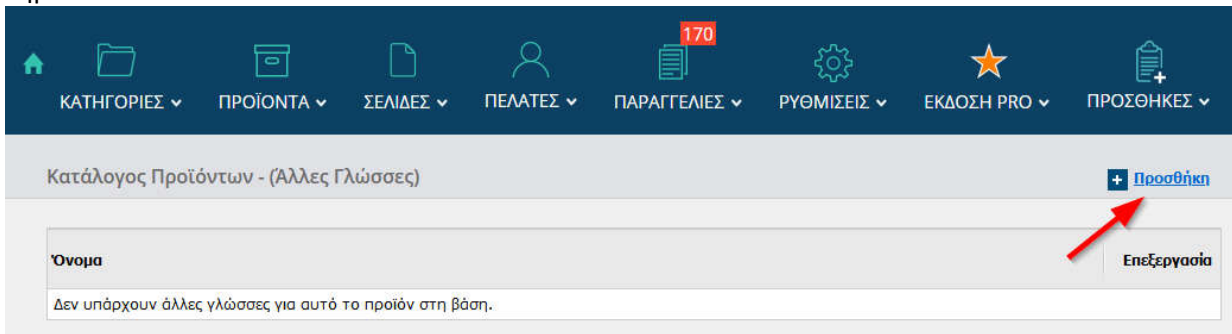 170
ΚΑΤΗΓΟΡΙΕΣ ΠΡΟΪΟΝΤΑ ΣΕΛΙΔΕΣ ΠΕΛΑΤΕΣ ΠΑΡΑΓΓΕΛΙΕΣ ΡΥΘΜΙΣΕΙΣ ΕΚΔΟΣΗ PRO ΠΡΟΣΘΗΚΕΣ
Κατάλογος Προϊόντων - (Άλλες Γλώσσες) Προσθήκη
Όνομα Επεξεργασία
Δεν υπάρχουν άλλες γλώσσες για αυτό το προϊόν στη βάση.